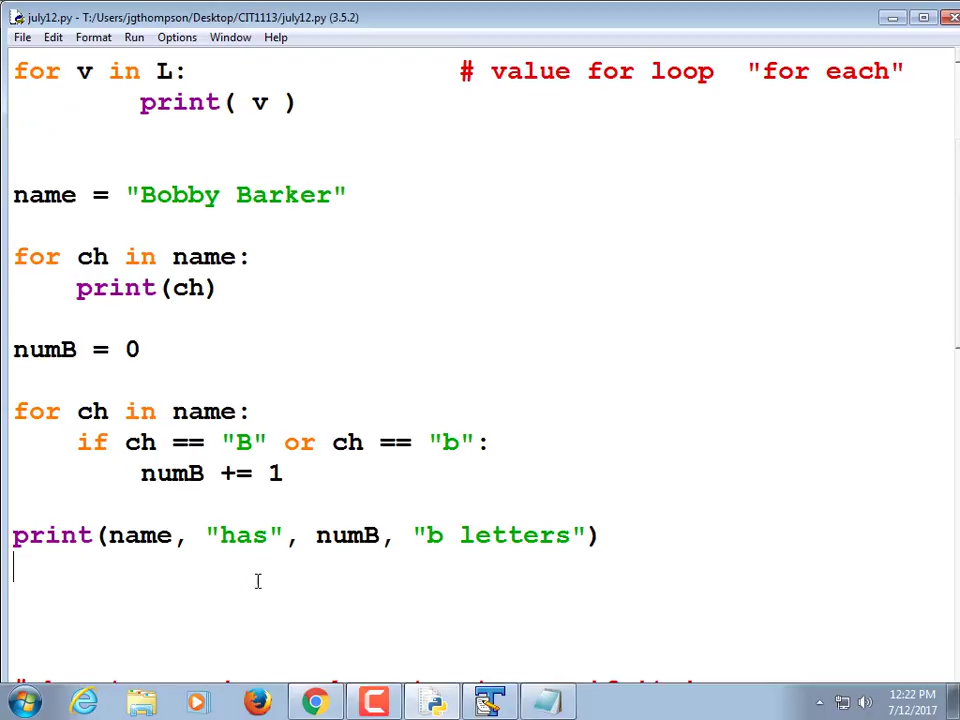 july12.py - T:/Users/jgthompson/Desktop/CIT1113/july12.py (3.5.2)
File Edit Format Run Options Window Help
for v in L: # value for loop "for each"
print( v )
name = "Bobby Barker"
for ch in name:
print(ch)
numB = 0
for ch in name:
if ch == "B" or ch == "b":
numB += 1
print(name, "has", numB, "b letters")
12:22 PM
7/12/2017